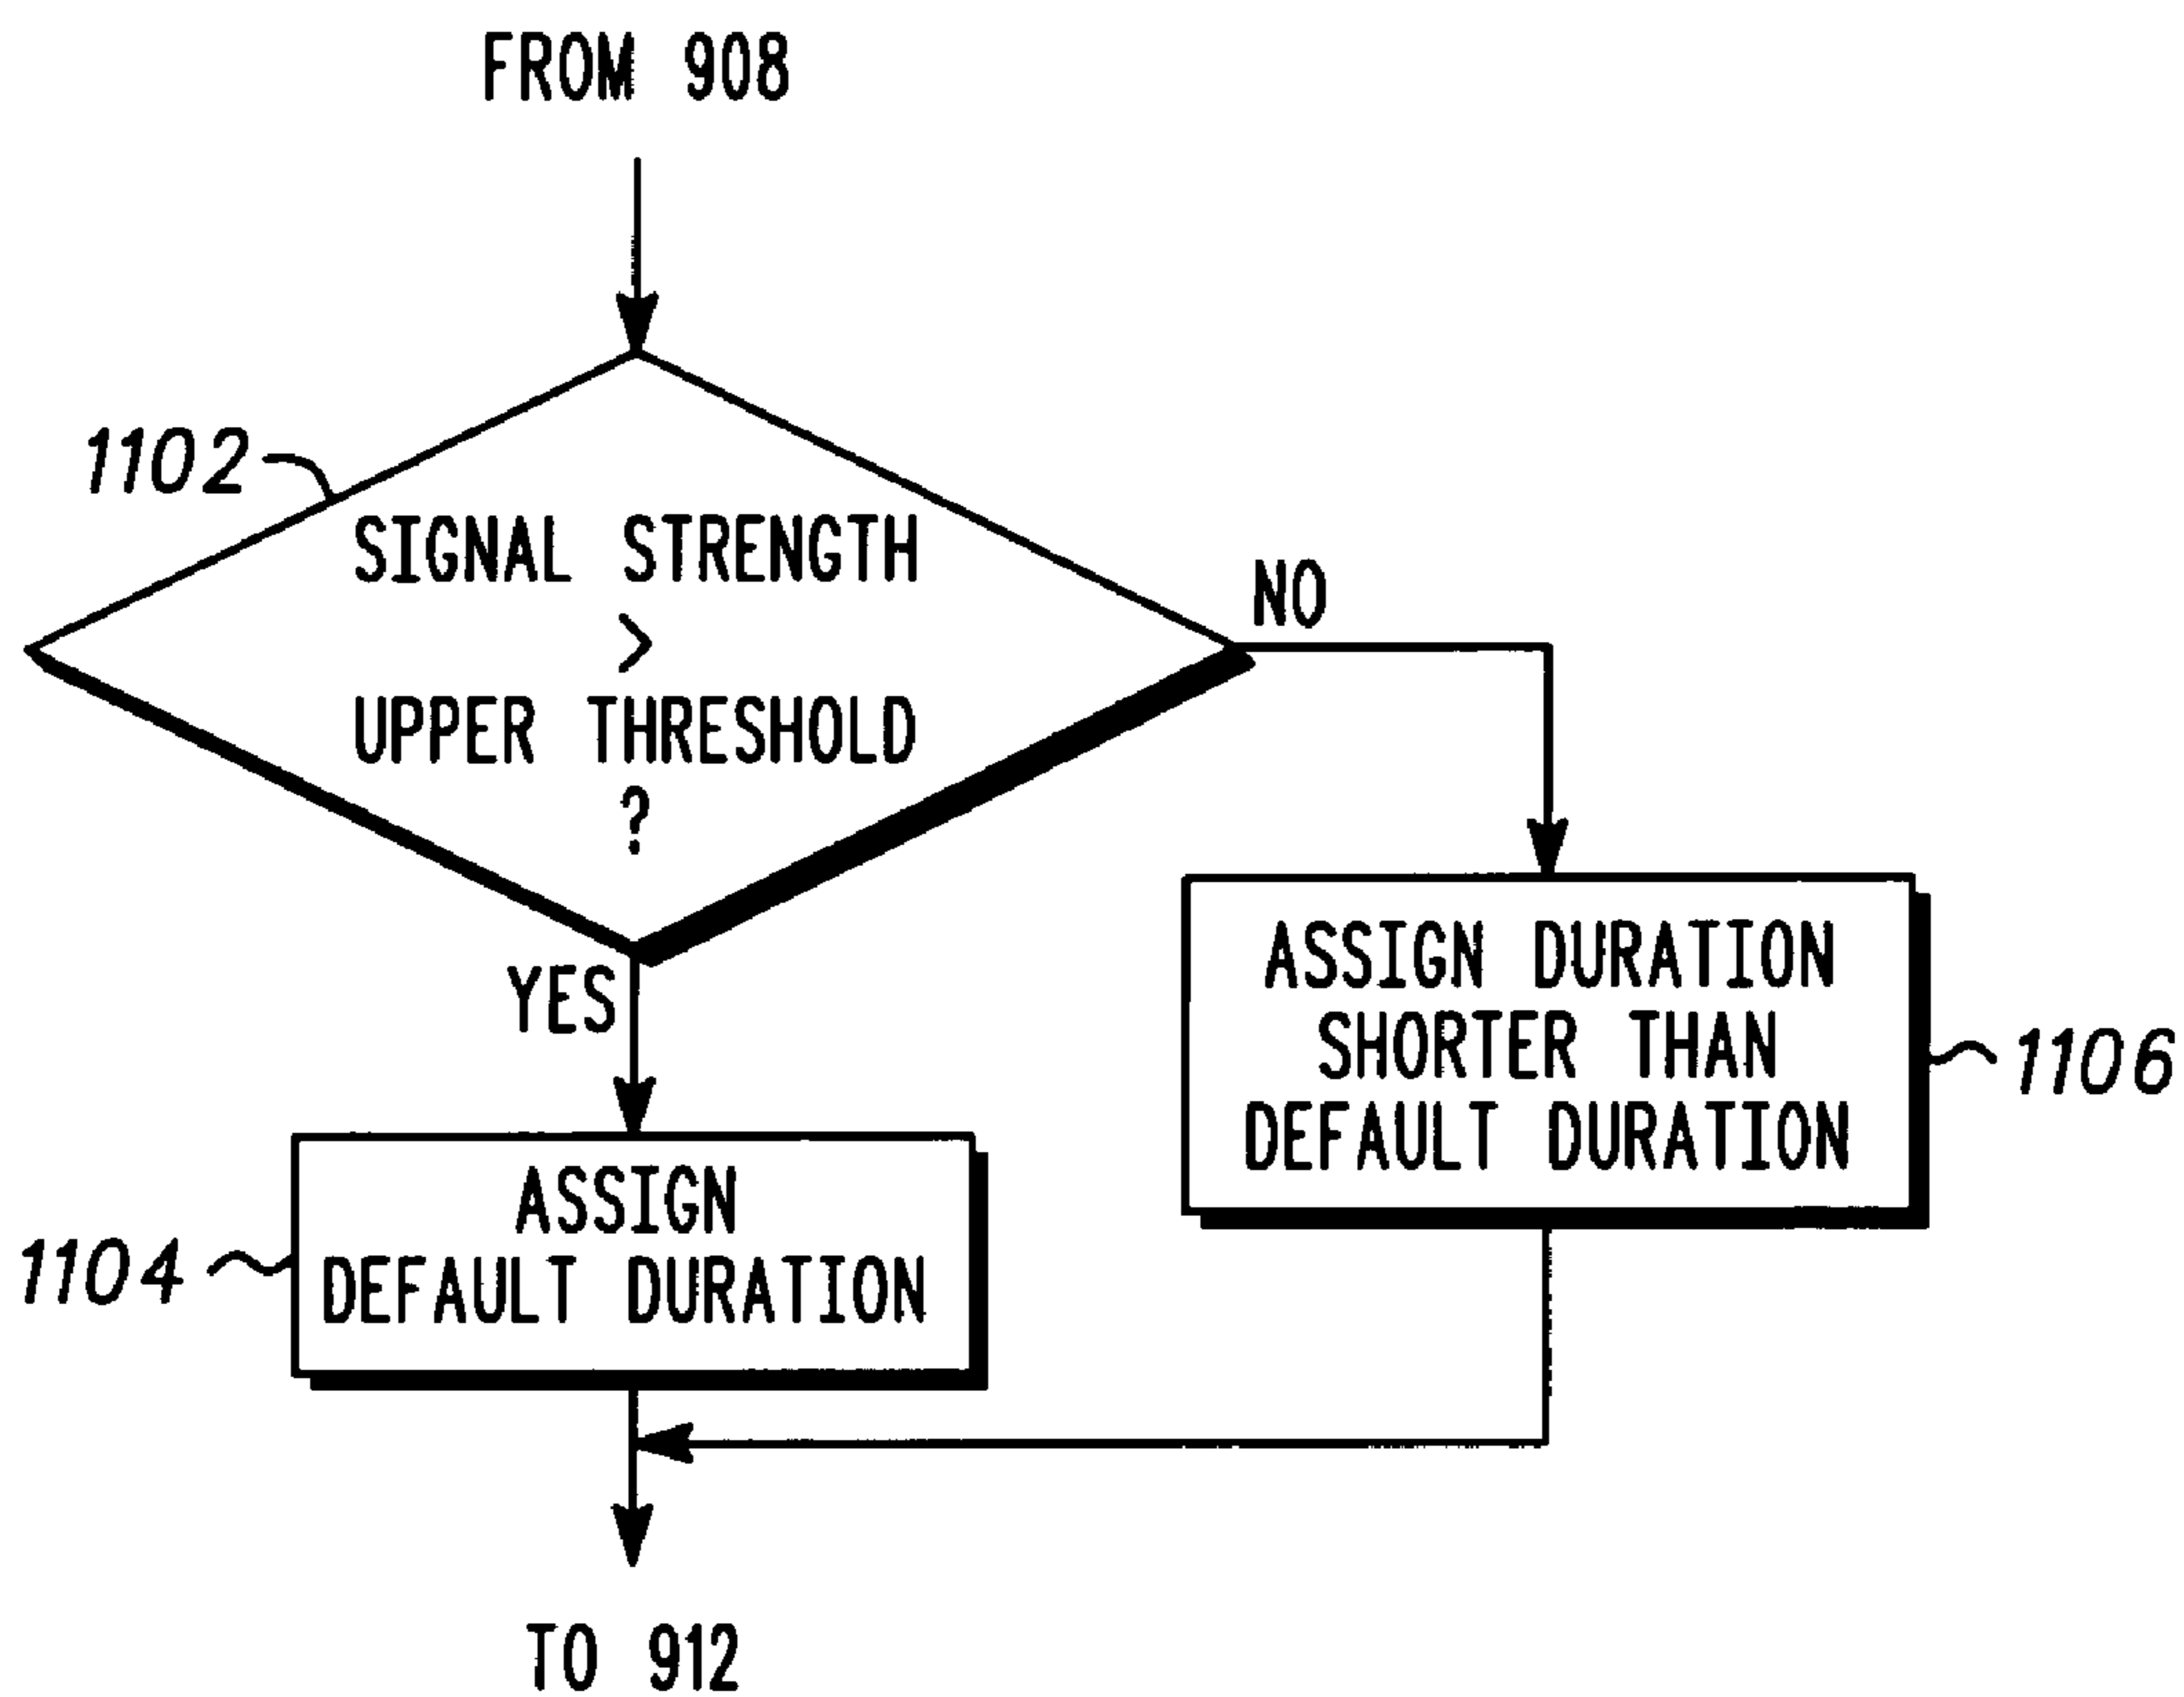 FROM 908
1102
SIGNAL STRENGTH
>
UPPER THRESHOLD
?
NO
YES
ASSIGN DURATION
SHORTER THAN
DEFAULT DURATION
1106
ASSIGN
DEFAULT DURATION
1104
TO 912